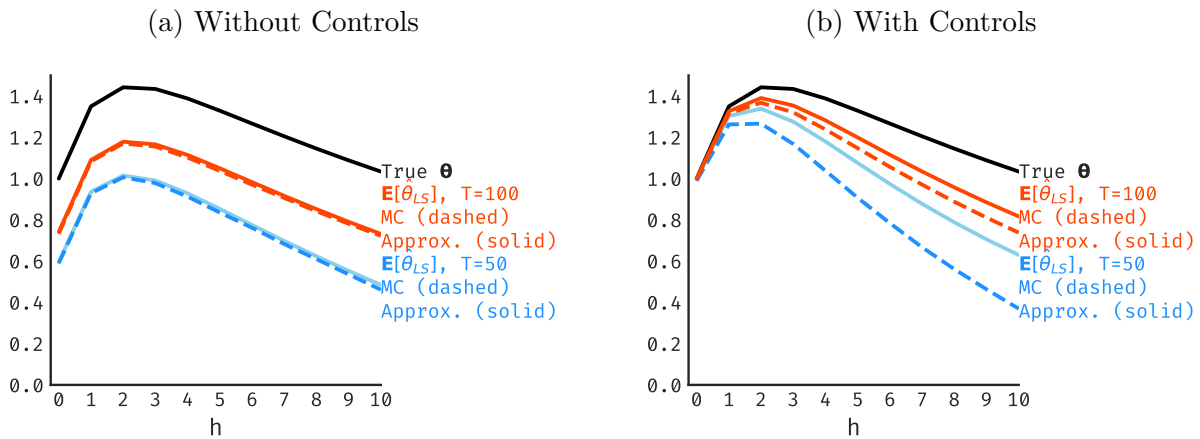 (a) Without Controls
1.4
1.2
1.0
0.8
0.6
0.4
0.2
0.0
0 1 2 3 4 5 6 7 8 9 10
h
True θ
E[θ̂_LS], T=100
MC (dashed)
Approx. (solid)
E[θ̂_LS], T=50
MC (dashed)
Approx. (solid)
(b) With Controls
1.4
1.2
1.0
0.8
0.6
0.4
0.2
0.0
0 1 2 3 4 5 6 7 8 9 10
h
True θ
E[θ̂_LS], T=100
MC (dashed)
Approx. (solid)
E[θ̂_LS], T=50
MC (dashed)
Approx. (solid)